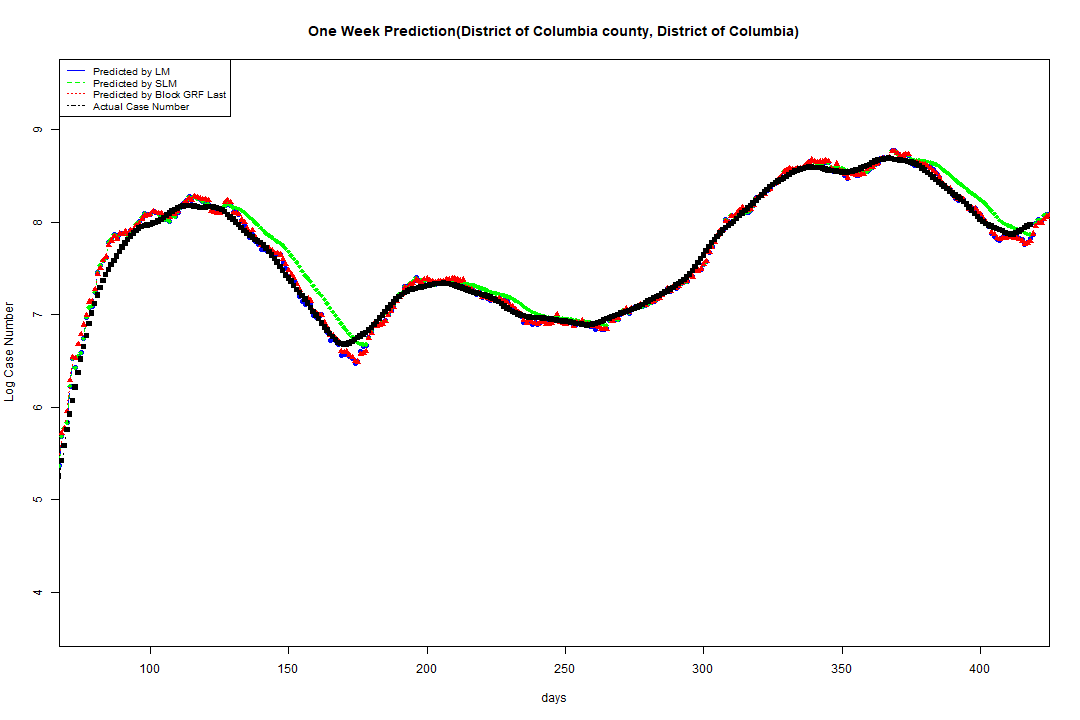 One Week Prediction(District of Columbia county, District of Columbia)
Predicted by LM
Predicted by SLM
Predicted by Block GRF Last
Actual Case Number
9
8
7
6
5
4
Log Case Number
100 150 200 250 300 350 400
days